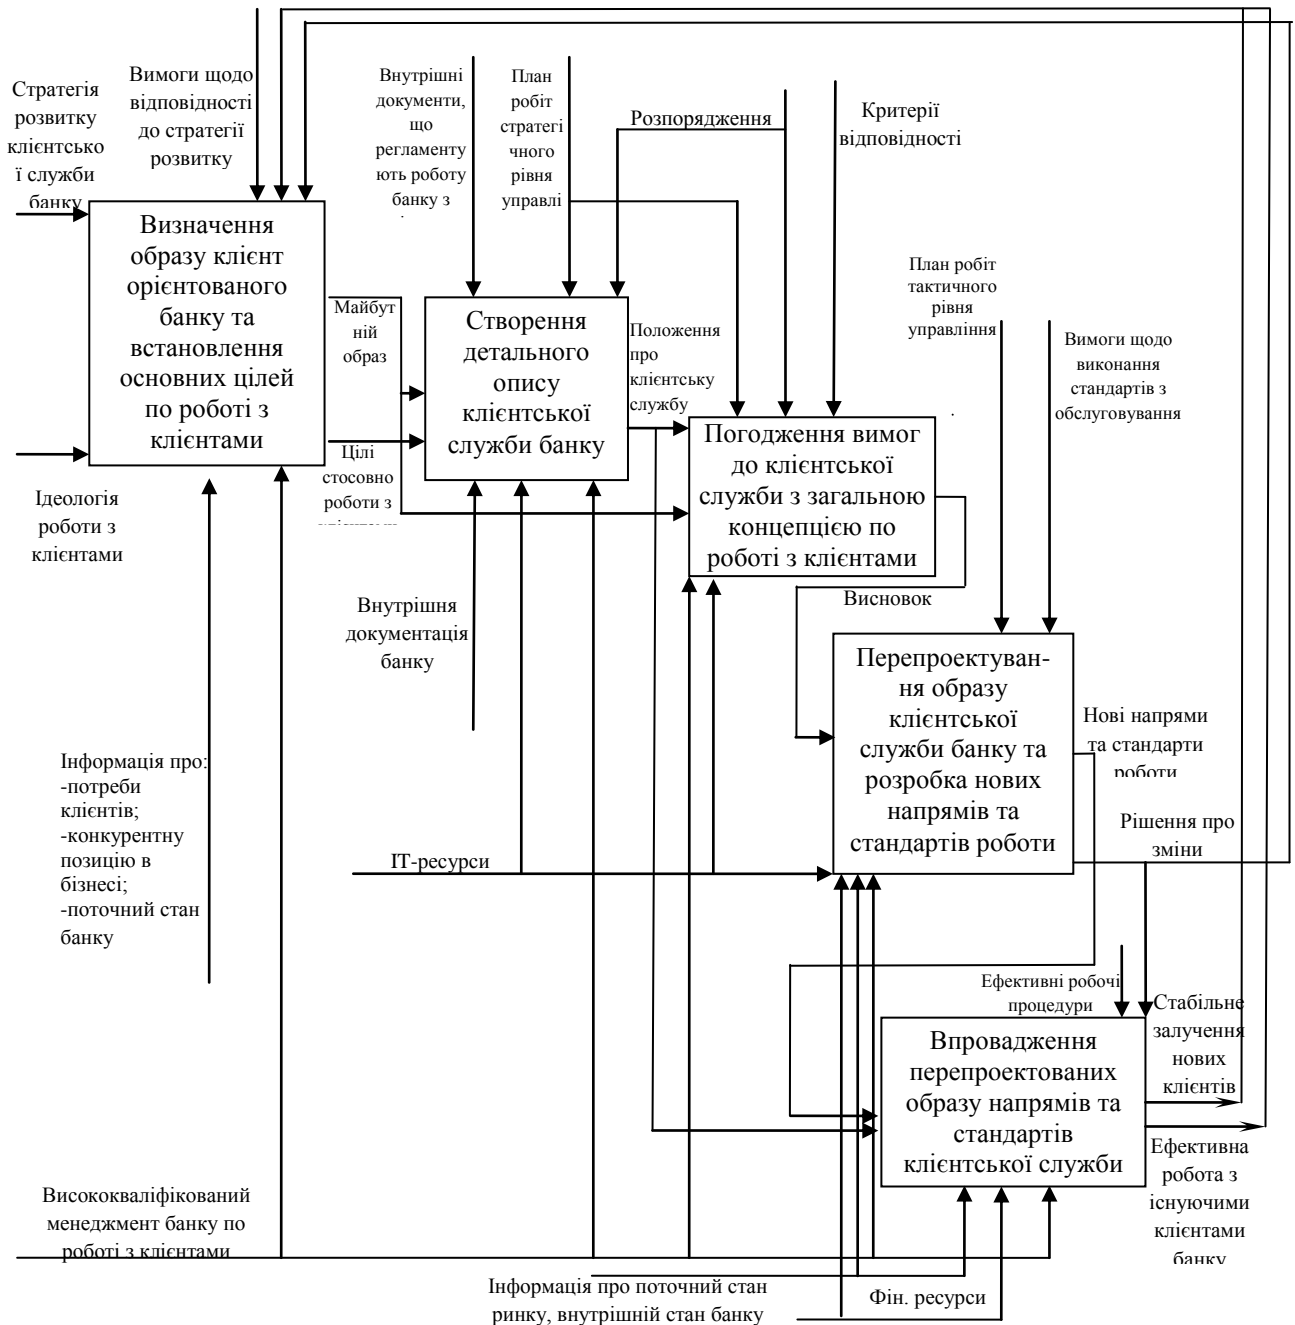 Стратегія
розвитку
клієнтсько
ї служби
банку
Вимоги щодо
відповідності
до стратегії
розвитку
Внутрішні
документи,
що
регламенту
ють роботу
банку з
План
робіт
стратегі
чного
рівня
управлі
Розпорядження
Критерії
відповідності
Визначення
образу клієнт
орієнтованого
банку та
встановлення
основних цілей
по роботі з
клієнтами
Майбут
ній
образ
Створення
детального
опису
клієнтської
служби банку
Положення
про
клієнтську
службу
План робіт
тактичного
рівня
управління
Вимоги щодо
виконання
стандартів з
обслуговування
Цілі
стосовно
роботи з
клієнтами
Погодження вимог
до клієнтської
служби з загальною
концепцією по
роботі з клієнтами
Ідеологія
роботи з
клієнтами
Внутрішня
документація
банку
Висновок
Перепроектуван-
ня образу
клієнтської
служби банку та
розробка нових
напрямів та
стандартів роботи
Нові напрями
та стандарти
роботи
Інформація про:
-потреби
клієнтів;
-конкурентну
позицію в
бізнесі;
-поточний стан
банку
ІТ-ресурси
Рішення про
зміни
Ефективні робочі
процедури
Стабільне
залучення
нових
клієнтів
Впровадження
перепроектованих
образу напрямів та
стандартів
клієнтської служби
Ефективна
робота з
існуючими
клієнтами
банку
Висококваліфікований
менеджмент банку по
роботі з клієнтами
Інформація про поточний стан
ринку, внутрішній стан банку
Фін. ресурси